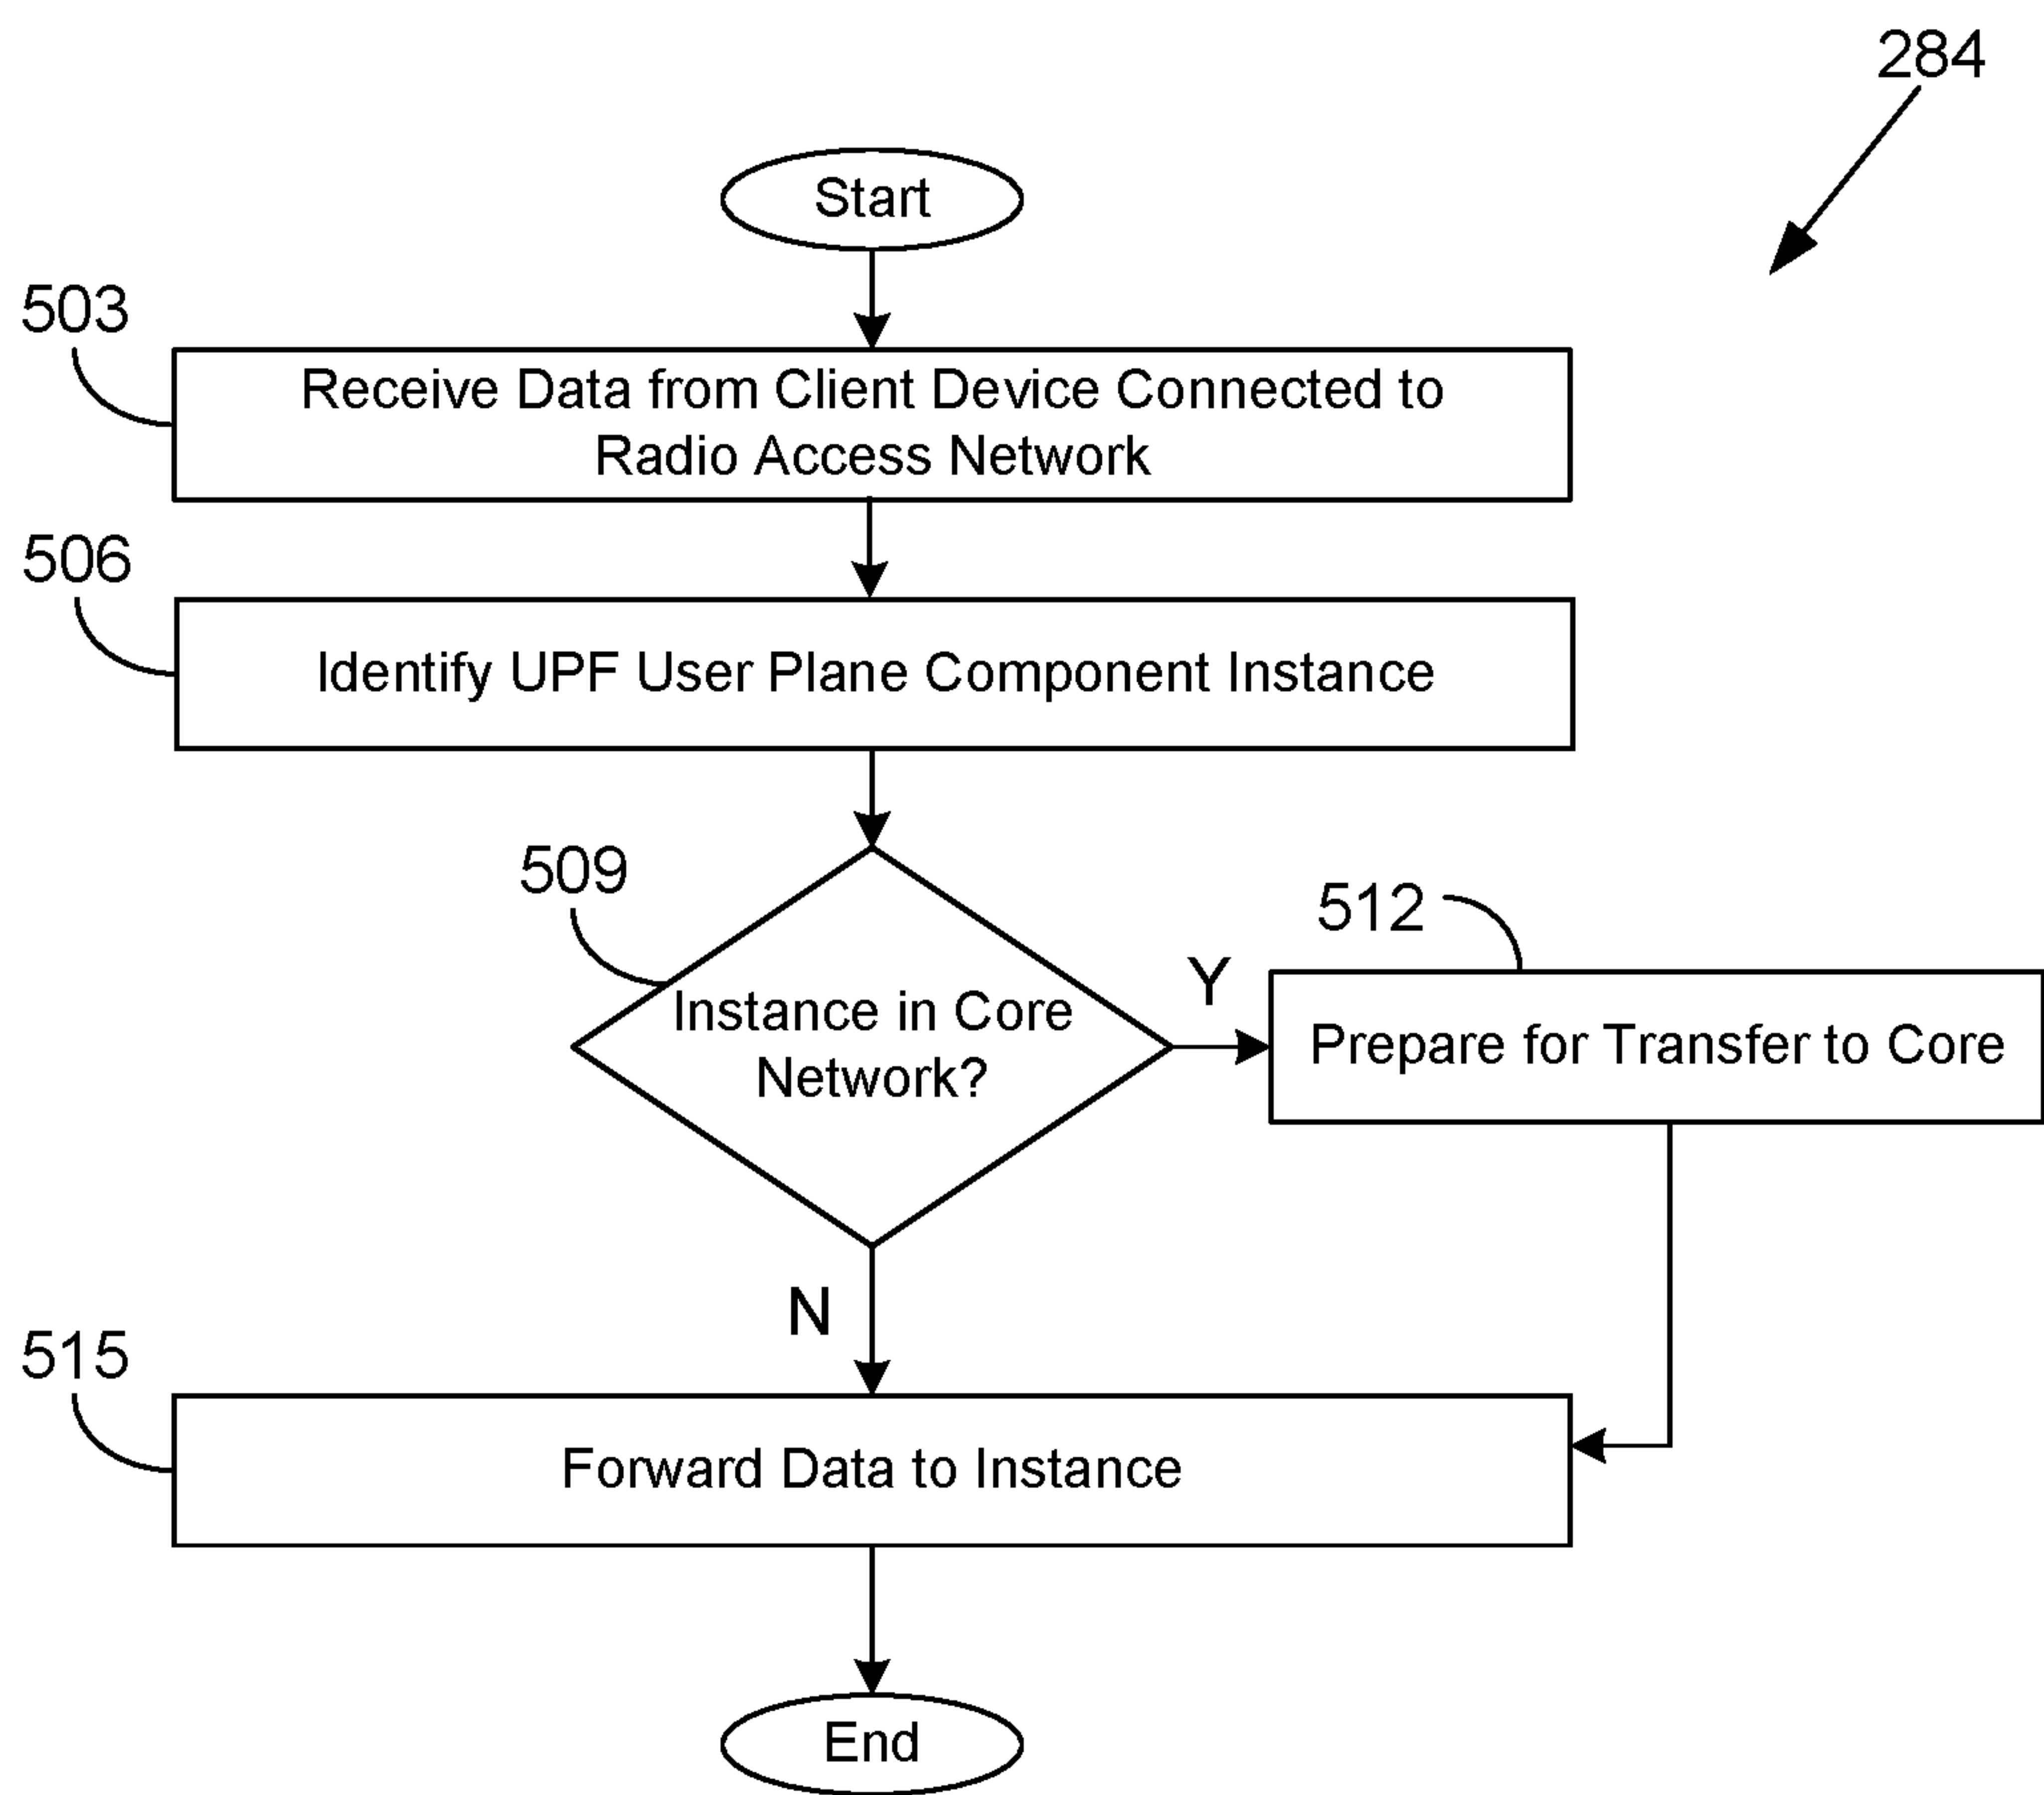 284
Start
503
Receive Data from Client Device Connected to
Radio Access Network
506
Identify UPF User Plane Component Instance
509
Instance in Core
Network?
Y
512
Prepare for Transfer to Core
N
515
Forward Data to Instance
End